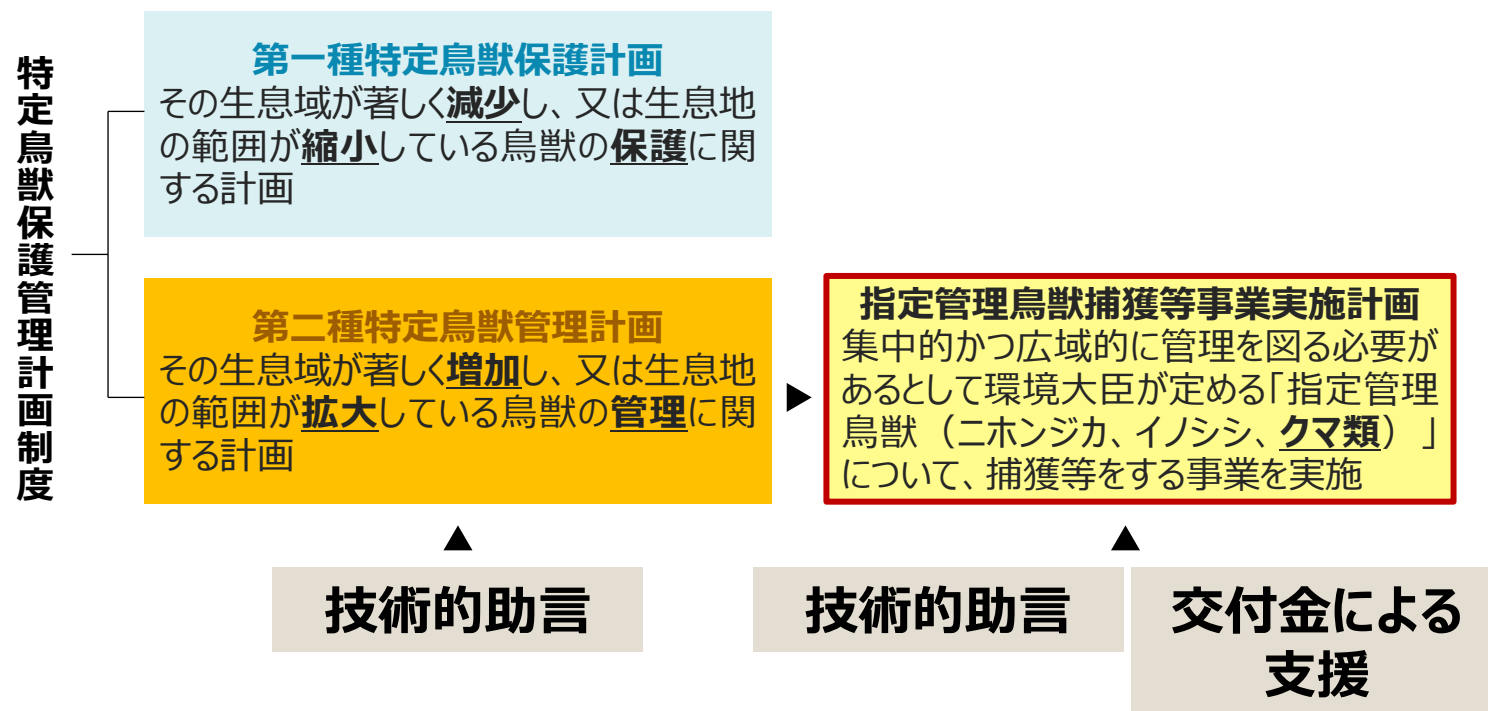 特定鳥獣保護管理計画制度
第一種特定鳥獣保護計画
その生息域が著しく減少し、又は生息地
の範囲が縮小している鳥獣の保護に関
する計画
第二種特定鳥獣管理計画
その生息域が著しく増加し、又は生息地
の範囲が拡大している鳥獣の管理に関
する計画
指定管理鳥獣捕獲等事業実施計画
集中的かつ広域的に管理を図る必要が
あるとして環境大臣が定める「指定管理
鳥獣（ニホンジカ、イノシシ、クマ類）」
について、捕獲等をする事業を実施
技術的助言
技術的助言
交付金による
支援